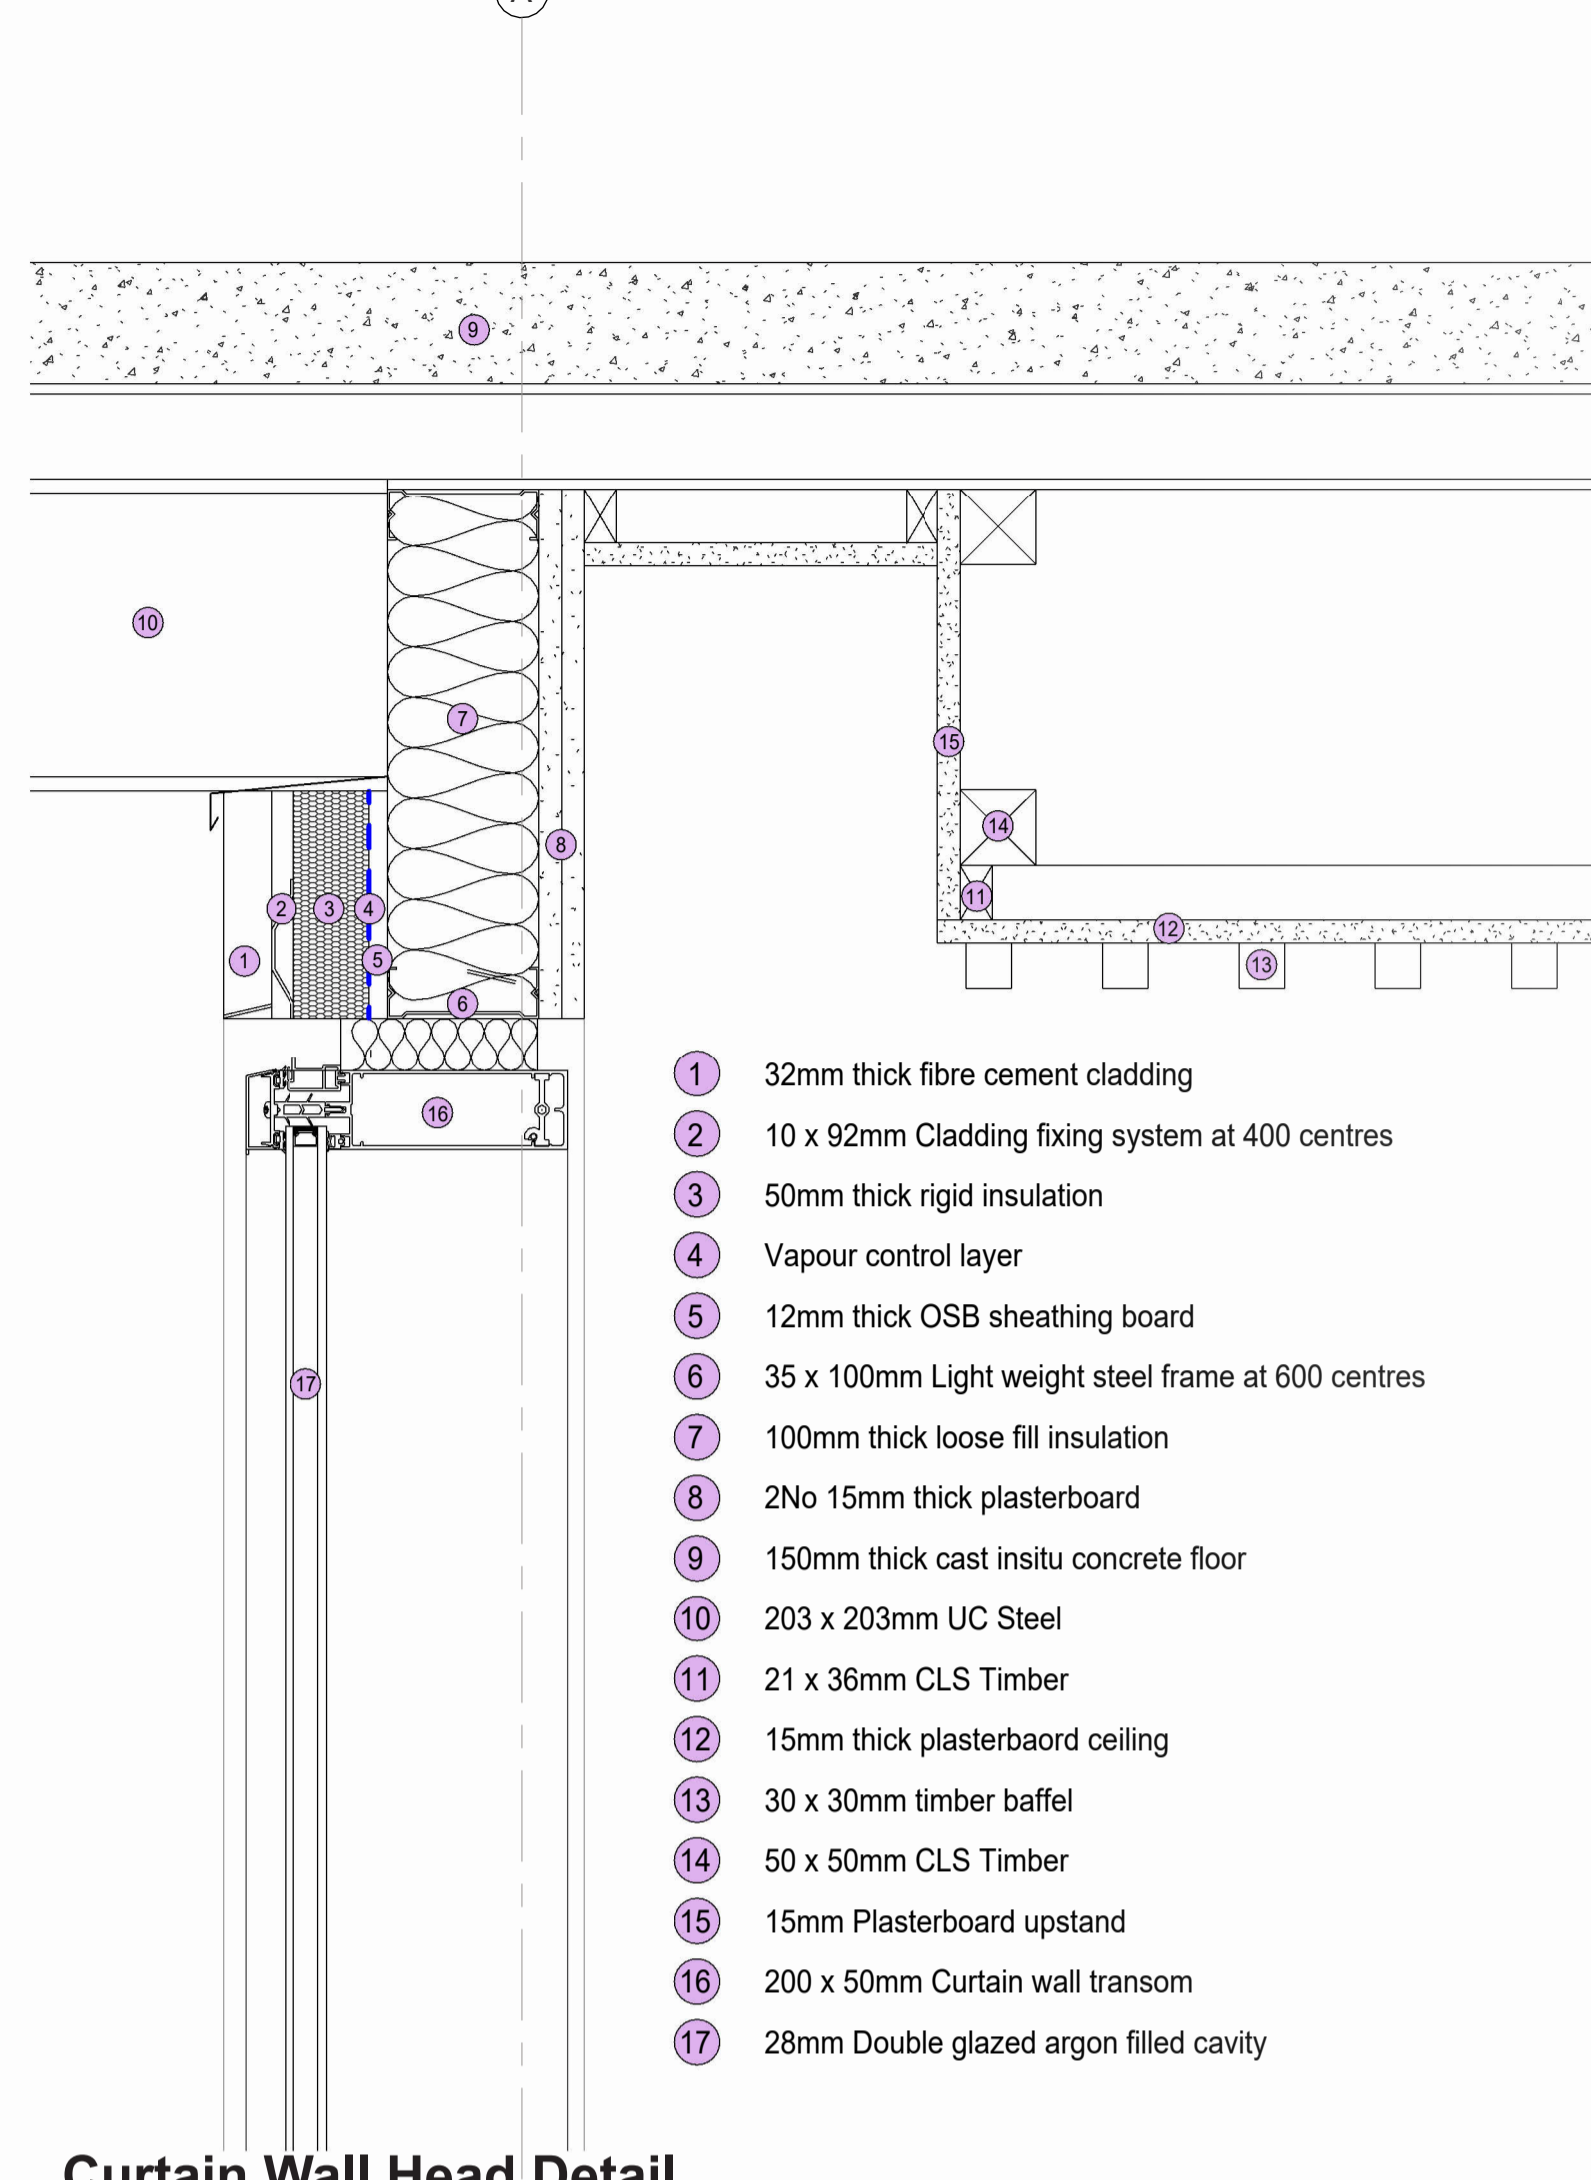 9
10
7
15
8
14
2 3 4
11
12
1 5
13
6
16
17
1 32mm thick fibre cement cladding
2 10 x 92mm Cladding fixing system at 400 centres
3 50mm thick rigid insulation
4 Vapour control layer
5 12mm thick OSB sheathing board
6 35 x 100mm Light weight steel frame at 600 centres
7 100mm thick loose fill insulation
8 2No 15mm thick plasterboard
9 150mm thick cast insitu concrete floor
10 203 x 203mm UC Steel
11 21 x 36mm CLS Timber
12 15mm thick plasterbaord ceiling
13 30 x 30mm timber baffel
14 50 x 50mm CLS Timber
15 15mm Plasterboard upstand
16 200 x 50mm Curtain wall transom
17 28mm Double glazed argon filled cavity
Curtain Wall Head Detail